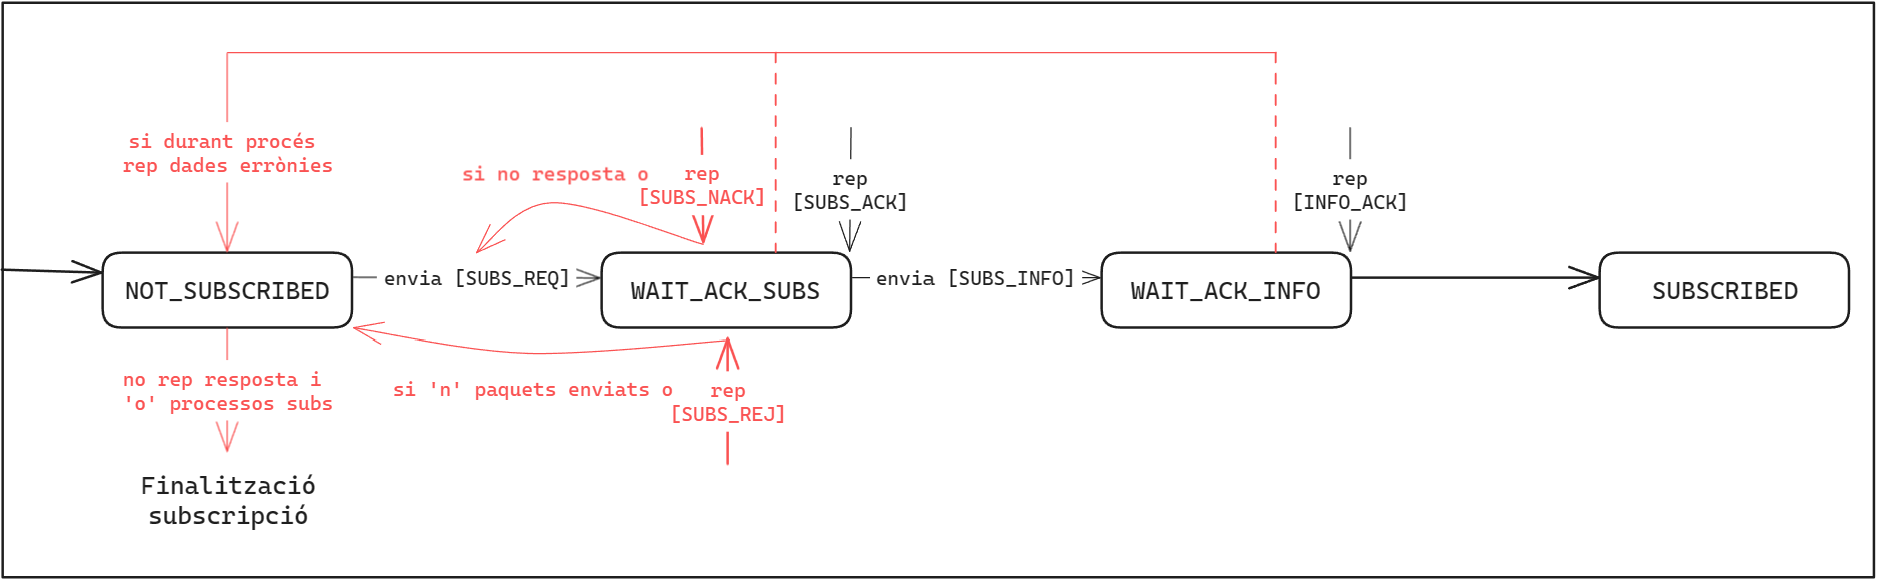 si durant procés
rep dades errònies
si no resposta o
rep
[SUBS_NACK]
rep
[SUBS_ACK]
rep
[INFO_ACK]
NOT_SUBSCRIBED
envia [SUBS_REQ]
WAIT_ACK_SUBS
envia [SUBS_INFO]
WAIT_ACK_INFO
SUBSCRIBED
no rep resposta i
'o' processos subs
si 'n' paquets enviats o
rep
[SUBS_REJ]
Finalització
subscripció